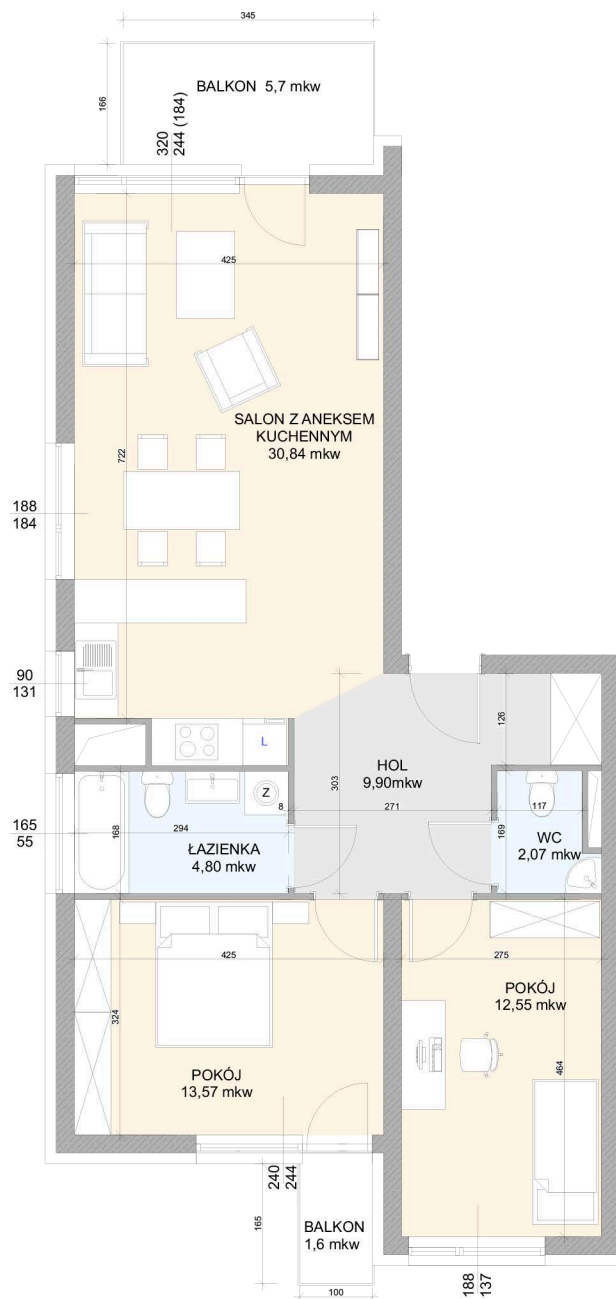 345
BALKON 5,7 mkw
166
320
244 (184)
425
SALON Z ANEKSEM
KUCHENNYM
30,84 mkw
722
188
184
90
131
126
L
HOL
9,90mkw
303
271
Z
8
117
169
WC
2,07 mkw
165
55
168
294
ŁAZIENKA
4,80 mkw
425
275
POKÓJ
12,55 mkw
324
464
POKÓJ
13,57 mkw
240
244
165
BALKON
1,6 mkw
188
137
100